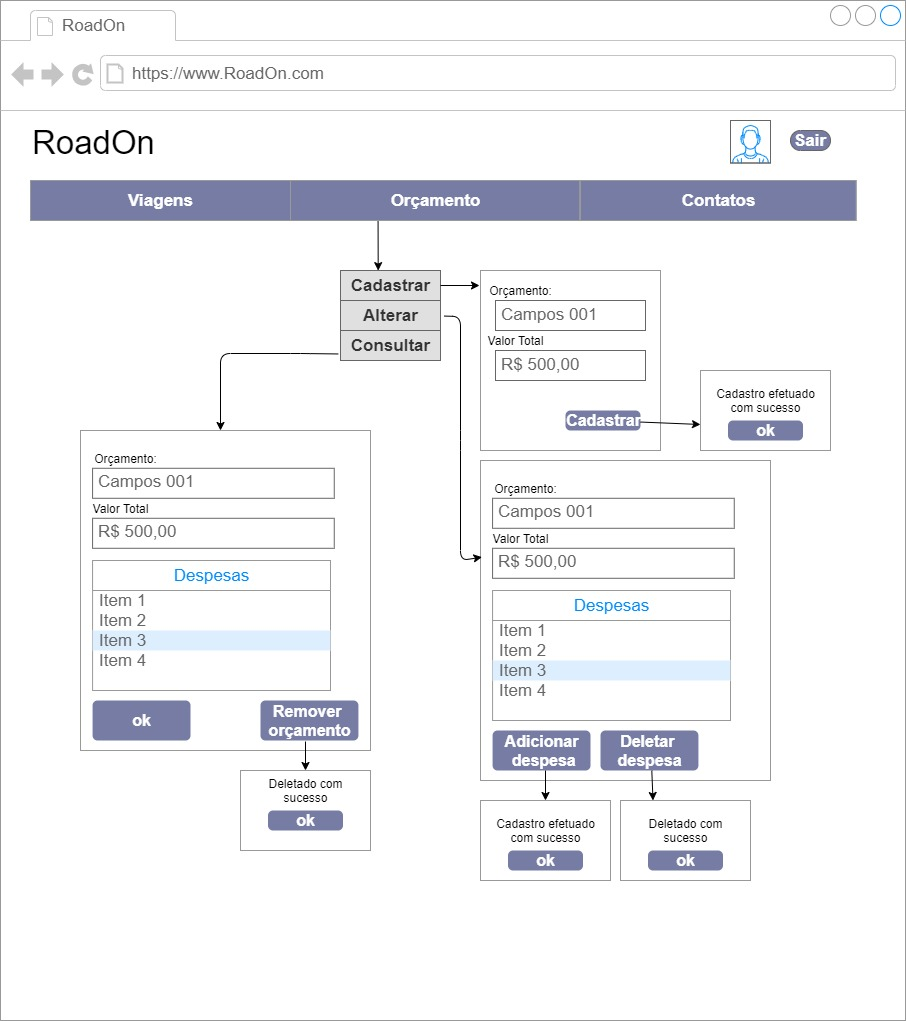 RoadOn
https://www.RoadOn.com
RoadOn
Sair
Viagens
Orçamento
Contatos
Cadastrar
Alterar
Consultar
Orçamento:
Campos 001
Valor Total
R$ 500,00
Cadastrar
Cadastro efetuado
com sucesso
ok
Orçamento:
Campos 001
Valor Total
R$ 500,00
Despesas
Item 1
Item 2
Item 3
Item 4
ok
Remover
orçamento
Deletado com
sucesso
ok
Orçamento:
Campos 001
Valor Total
R$ 500,00
Despesas
Item 1
Item 2
Item 3
Item 4
Adicionar
despesa
Deletar
despesa
Cadastro efetuado
com sucesso
ok
Deletado com
sucesso
ok